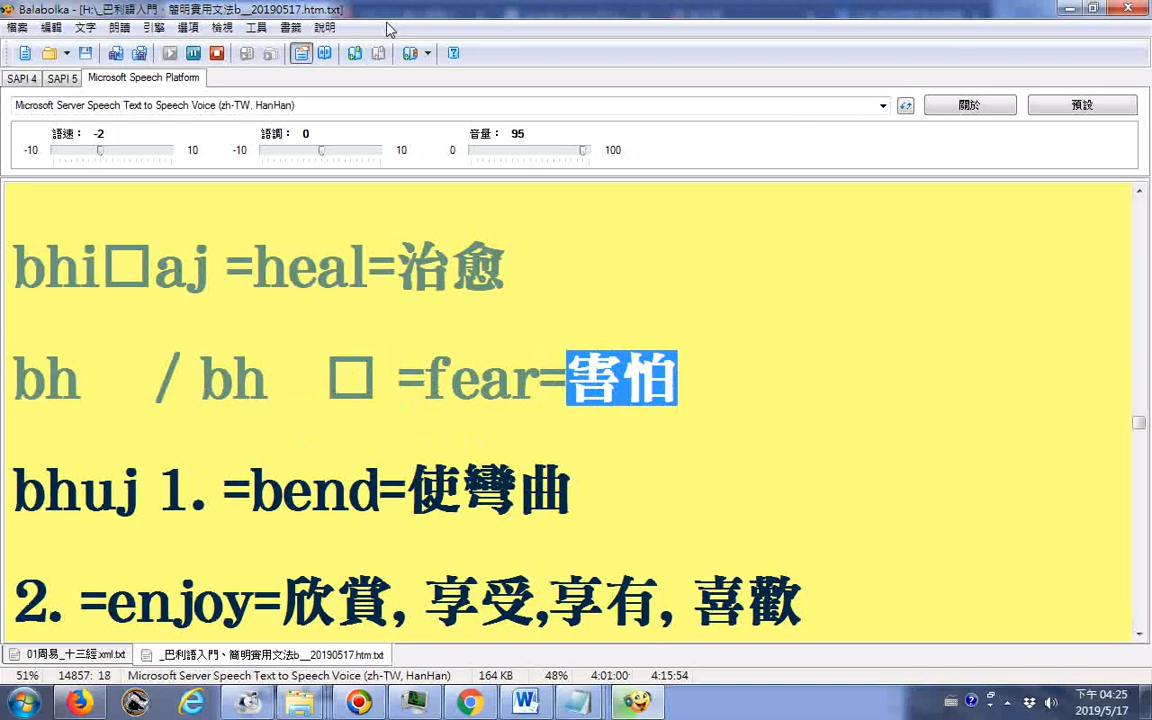 Balabolka - [H:\_巴利語入門、簡明實用文法b__20190517.htm.txt]
檔案 編輯 文字 朗讀 引擎 選項 檢視 工具 書籤 說明
SAPI 4 SAPI 5 Microsoft Speech Platform
Microsoft Server Speech Text to Speech Voice (zh-TW, HanHan) 關於 預設
語速： -2 語調： 0 音量： 95
-10 10 -10 10 0 100
bhi□aj =heal=治愈
bh / bh □ =fear=害怕
bhuj 1. =bend=使彎曲
2. =enjoy=欣賞, 享受,享有, 喜歡
01周易_十三經.xml.txt _巴利語入門、簡明實用文法b__20190517.htm.txt
51% 14857: 18 Microsoft Server Speech Text to Speech Voice (zh-TW, HanHan) 164 KB 48% 4:01:00 4:15:54
下午 04:25
2019/5/17